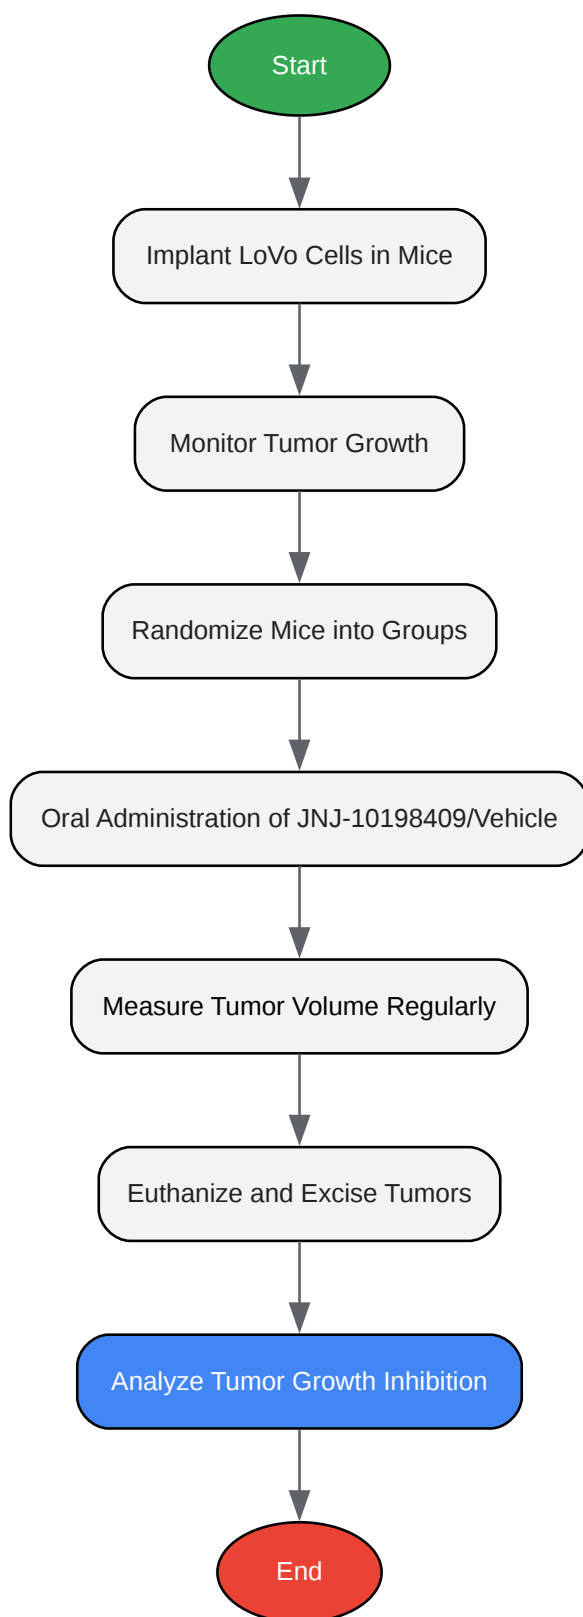 Start
Implant LoVo Cells in Mice
Monitor Tumor Growth
Randomize Mice into Groups
Oral Administration of JNJ-10198409/Vehicle
Measure Tumor Volume Regularly
Euthanize and Excise Tumors
Analyze Tumor Growth Inhibition
End